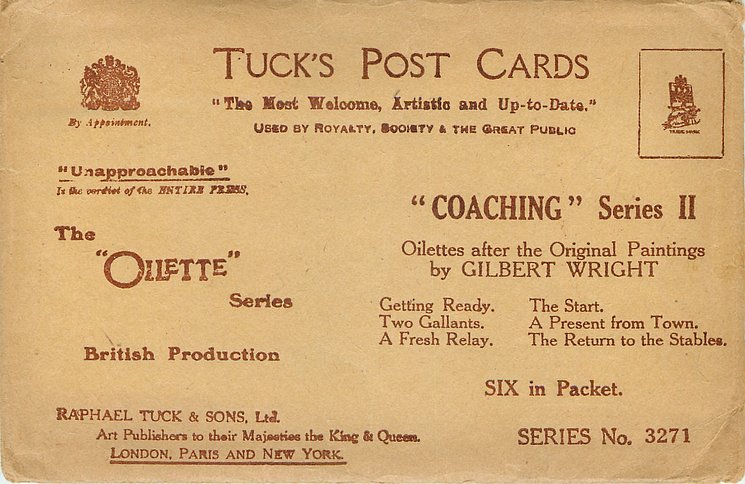 TUCK'S POST CARDS
"The Most Welcome, Artistic and Up-to-Date."
USED BY ROYALTY, SOCIETY & THE GREAT PUBLIC
By Appointment.
TRADE MARK
"Unapproachable"
Is the verdict of the ENTIRE PRESS.
The
"OILETTE"
Series
British Production
"COACHING" Series II
Oilettes after the Original Paintings
by GILBERT WRIGHT
Getting Ready. The Start.
Two Gallants. A Present from Town.
A Fresh Relay. The Return to the Stables.
SIX in Packet.
RAPHAEL TUCK & SONS, Ltd.
Art Publishers to their Majesties the King & Queen.
LONDON, PARIS AND NEW YORK.
SERIES No. 3271